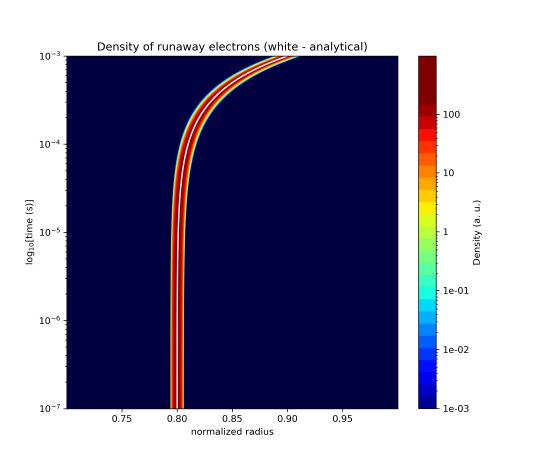 Density of runaway electrons (white - analytical)
10⁻³
10⁻⁴
10⁻⁵
10⁻⁶
10⁻⁷
log₁₀[time (s)]
0.75 0.80 0.85 0.90 0.95
normalized radius
100
10
1
1e-01
1e-02
1e-03
Density (a. u.)